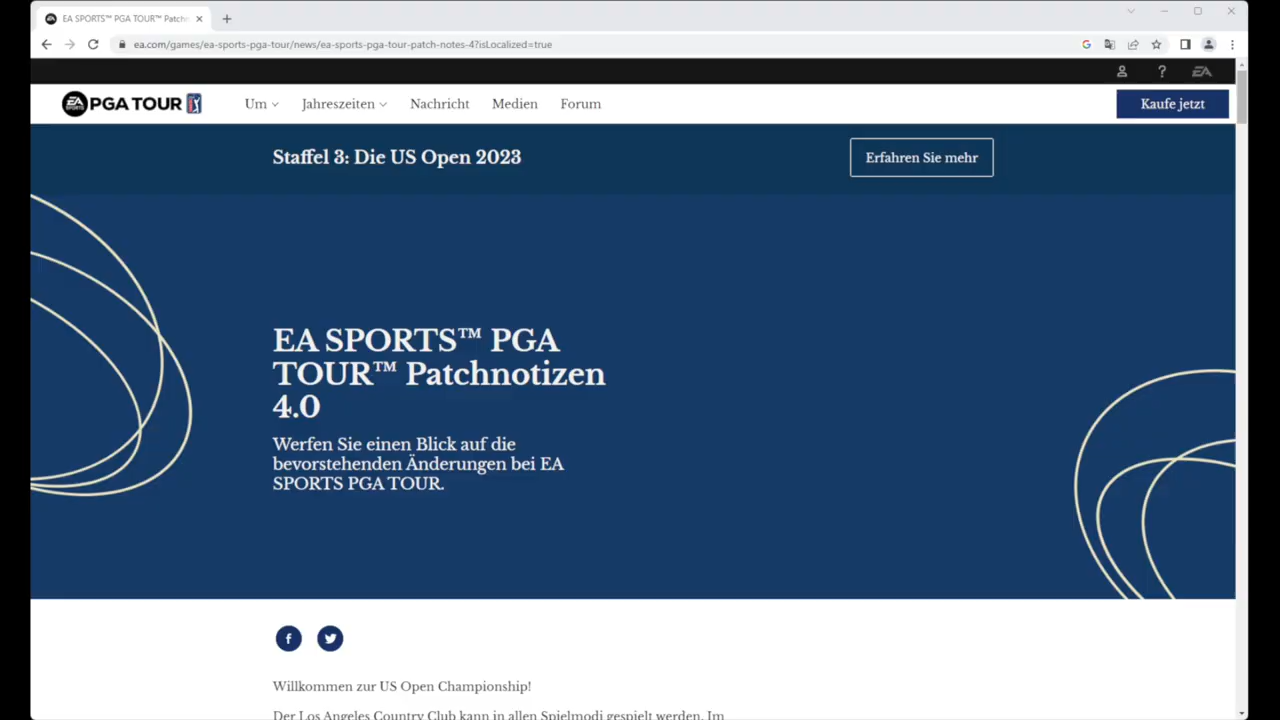 EA SPORTS™ PGA TOUR™ Patchn
ea.com/games/ea-sports-pga-tour/news/ea-sports-pga-tour-patch-notes-4?isLocalized=true
EA
EA SPORTS PGA TOUR
Um
Jahreszeiten
Nachricht
Medien
Forum
Kaufe jetzt
Staffel 3: Die US Open 2023
Erfahren Sie mehr
EA SPORTS™ PGA
TOUR™ Patchnotizen
4.0
Werfen Sie einen Blick auf die
bevorstehenden Änderungen bei EA
SPORTS PGA TOUR.
Willkommen zur US Open Championship!
Der Los Angeles Country Club kann in allen Spielmodi gespielt werden. Im